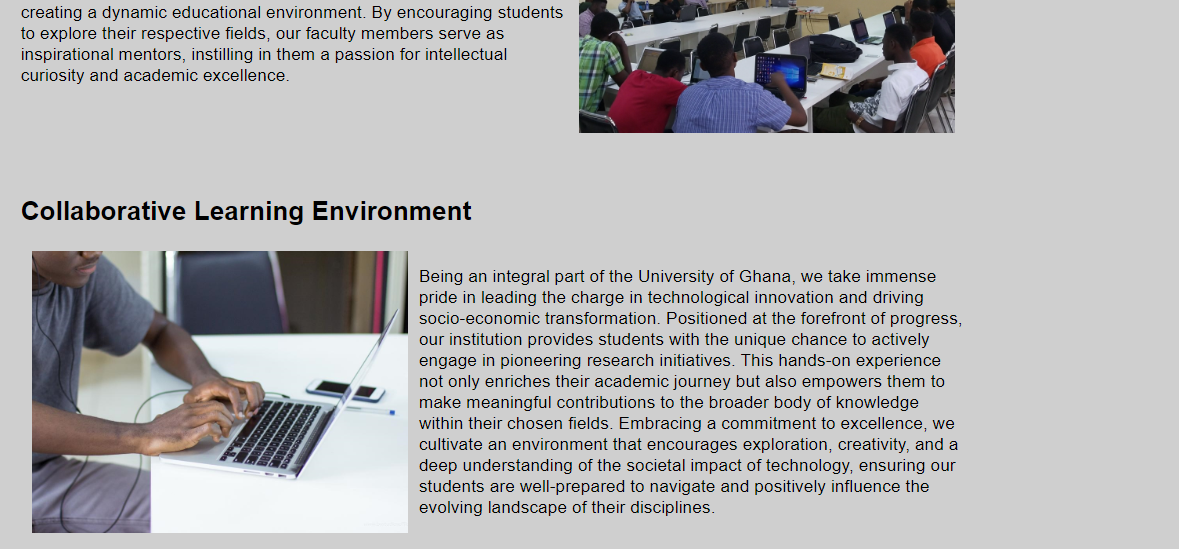 creating a dynamic educational environment. By encouraging students
to explore their respective fields, our faculty members serve as
inspirational mentors, instilling in them a passion for intellectual
curiosity and academic excellence.
Collaborative Learning Environment
Being an integral part of the University of Ghana, we take immense
pride in leading the charge in technological innovation and driving
socio-economic transformation. Positioned at the forefront of progress,
our institution provides students with the unique chance to actively
engage in pioneering research initiatives. This hands-on experience
not only enriches their academic journey but also empowers them to
make meaningful contributions to the broader body of knowledge
within their chosen fields. Embracing a commitment to excellence, we
cultivate an environment that encourages exploration, creativity, and a
deep understanding of the societal impact of technology, ensuring our
students are well-prepared to navigate and positively influence the
evolving landscape of their disciplines.